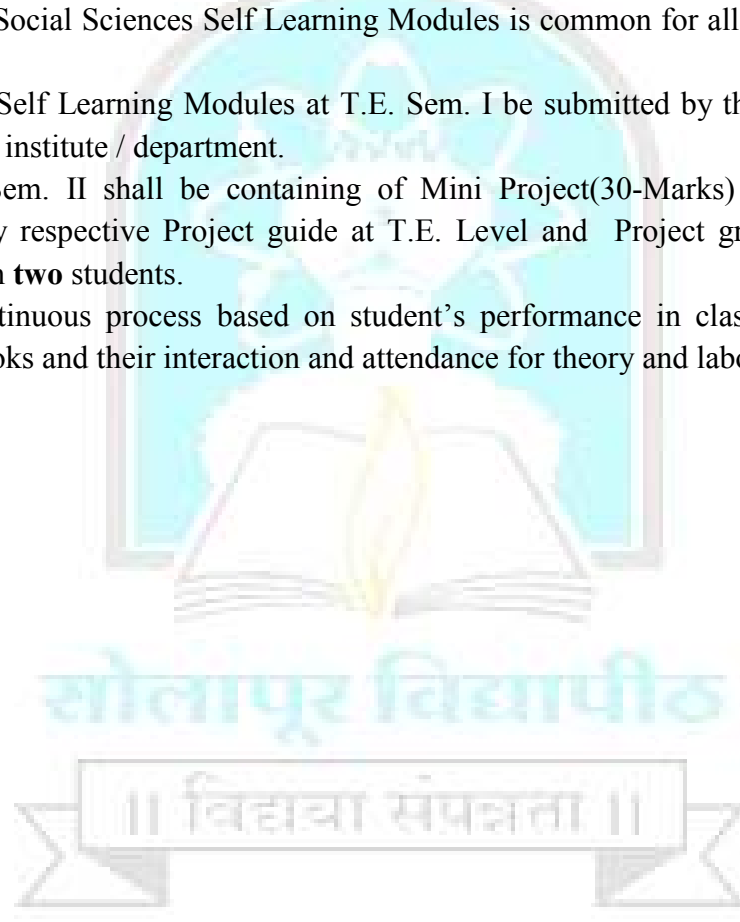 Social Sciences Self Learning Modules is common for all
Self Learning Modules at T.E. Sem. I be submitted by th
institute / department.
Sem. II shall be containing of Mini Project(30-Marks)
y respective Project guide at T.E. Level and Project gr
n two students.
tinuous process based on student’s performance in clas
oks and their interaction and attendance for theory and labo
सोलापूर विद्यापीठ
॥ विद्यया संपन्नता ॥